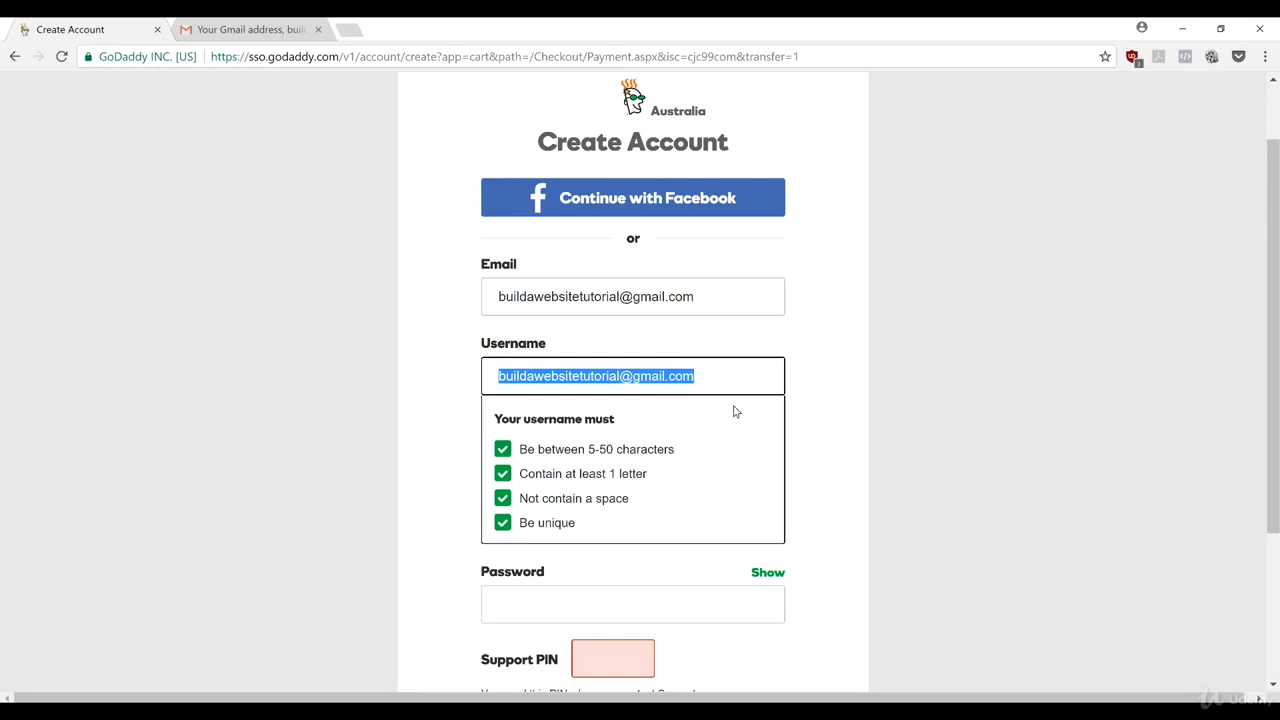 Create Account
Your Gmail address, buil
GoDaddy INC. [US]
https://sso.godaddy.com/v1/account/create?app=cart&path=/Checkout/Payment.aspx&isc=cjc99com&transfer=1
3
Australia
Create Account
Continue with Facebook
or
Email
buildawebsitetutorial@gmail.com
Username
buildawebsitetutorial@gmail.com
Your username must
Be between 5-50 characters
Contain at least 1 letter
Not contain a space
Be unique
Password
Show
Support PIN
Udemy